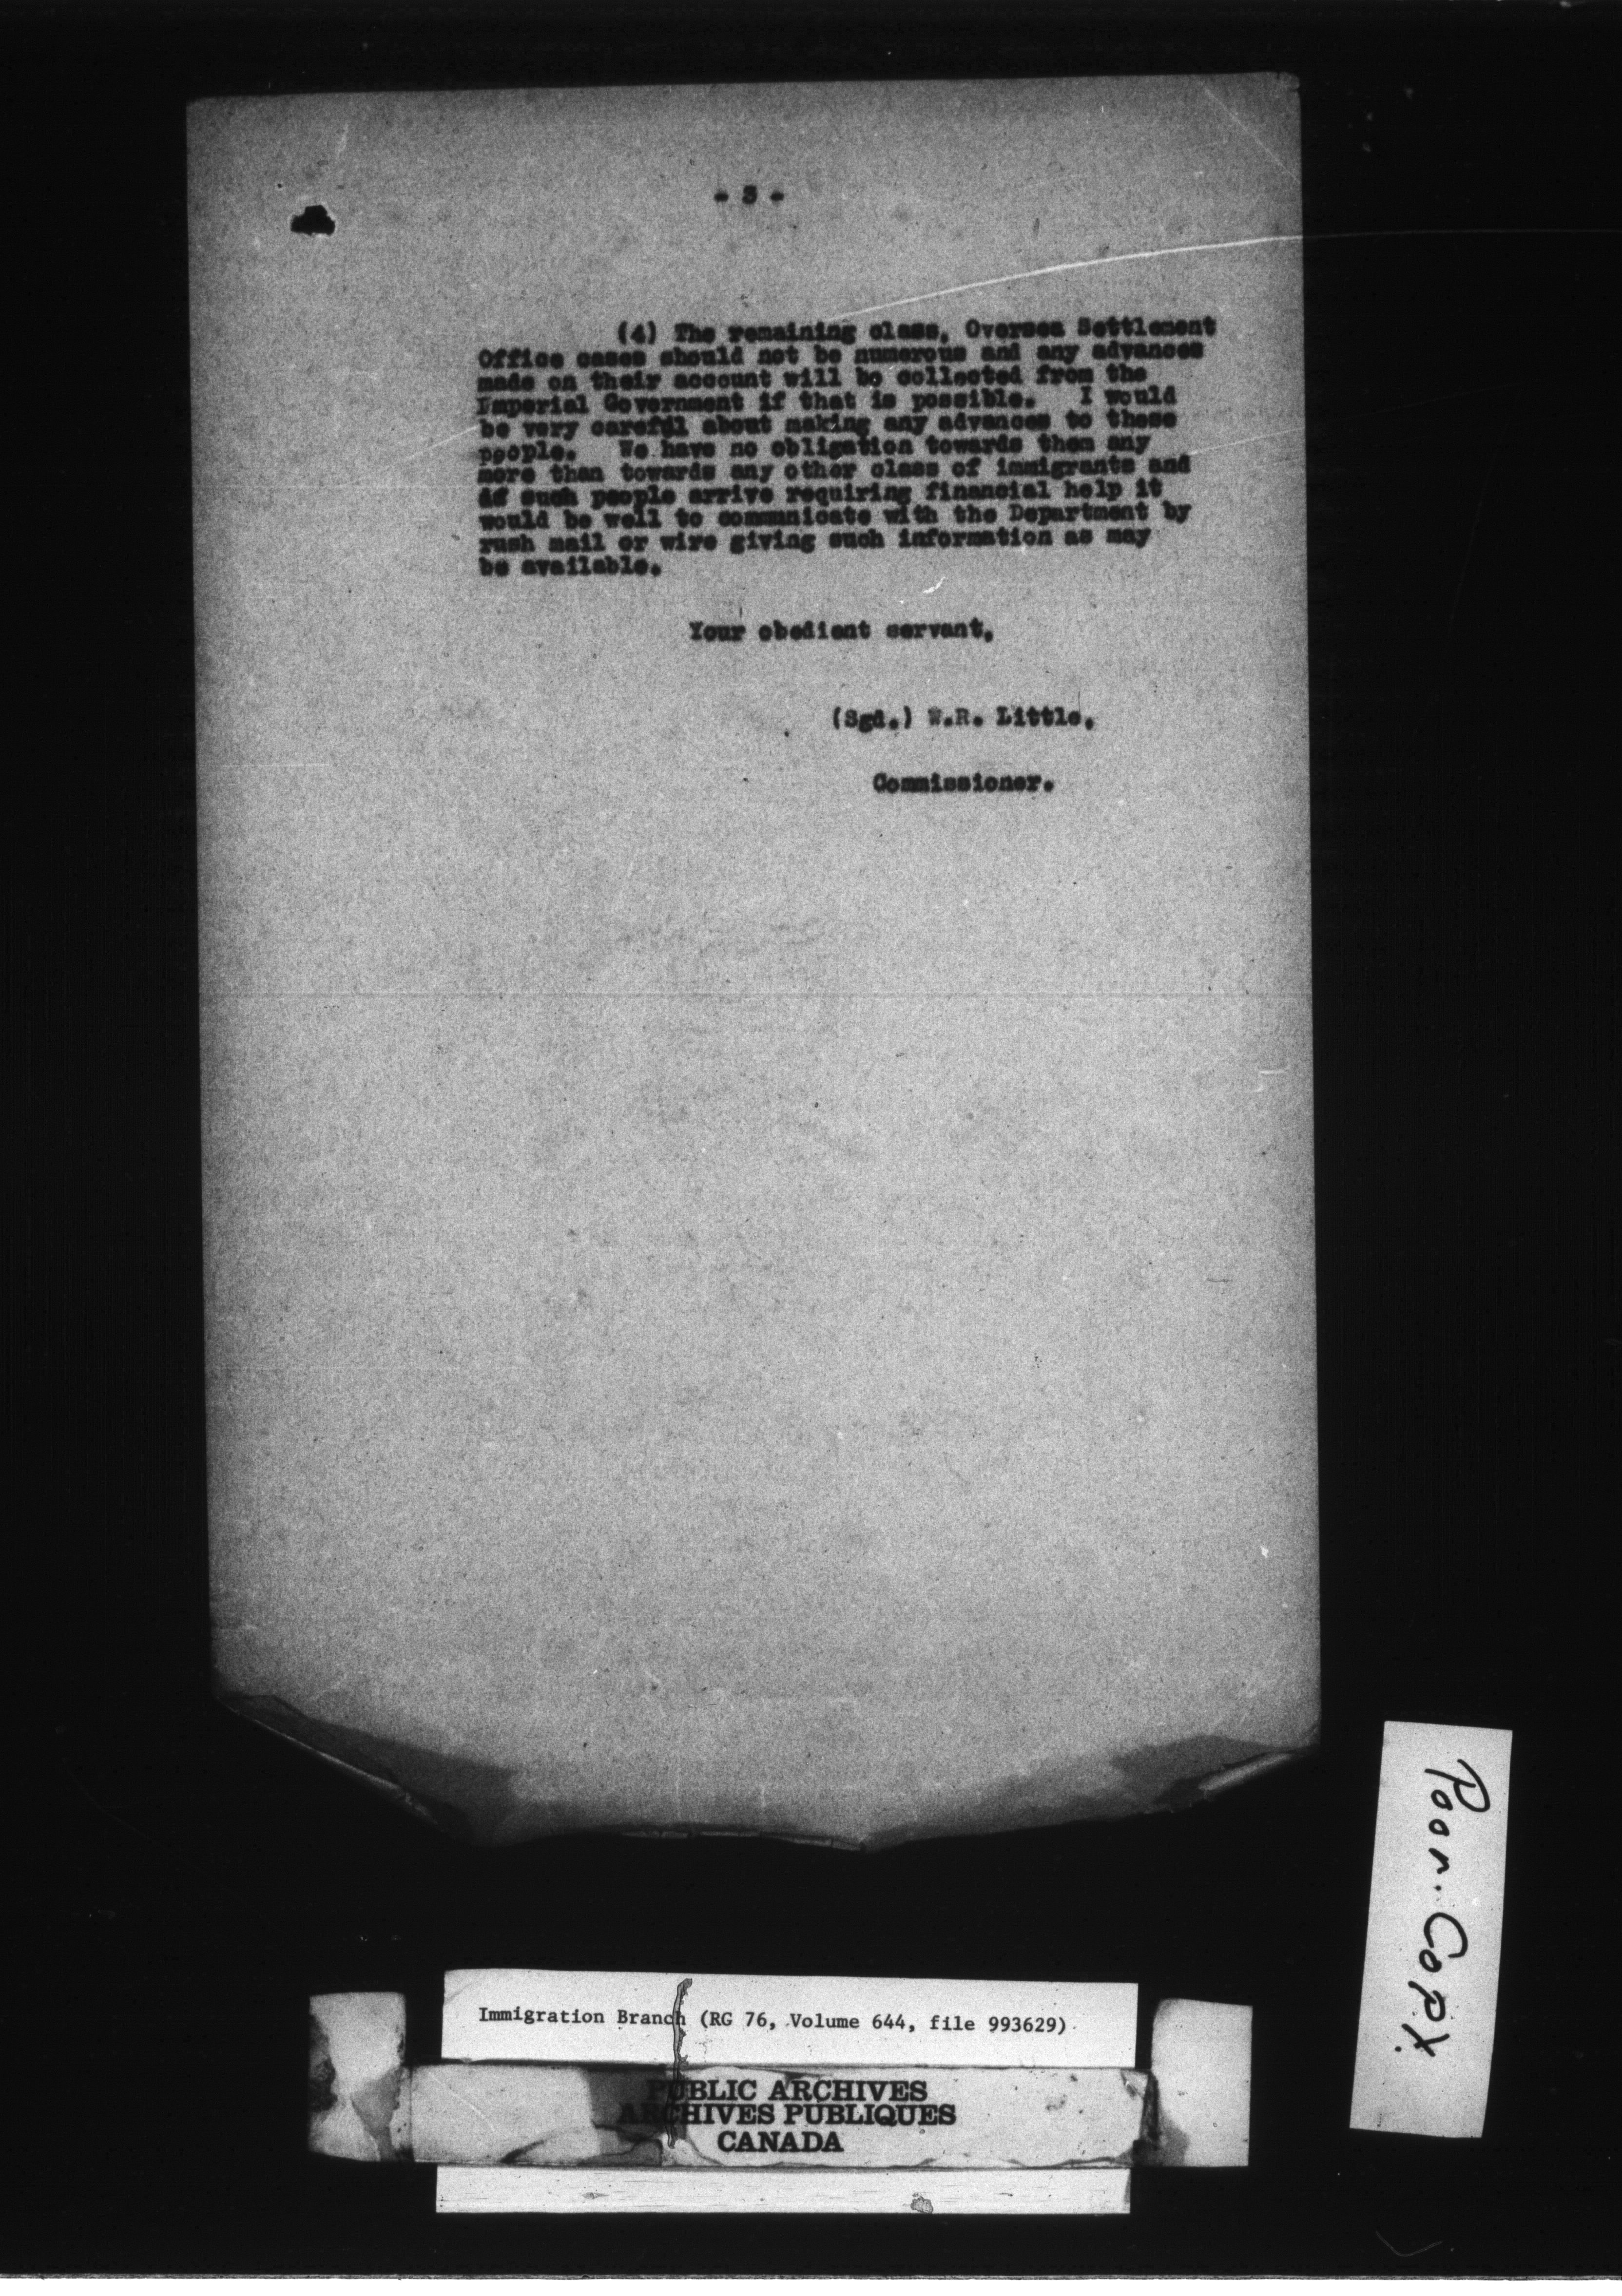 - 3 -
(4) The remaining class, Oversea Settlement
Office cases should not be numerous and any advances
made on their account will be collected from the
Imperial Government if that is possible. I would
be very careful about making any advances to these
people. We have no obligation towards them any
more than towards any other class of immigrants and
if such people arrive requiring financial help it
would be well to communicate with the Department by
rush mail or wire giving such information as may
be available.
Your obedient servant,
(Sgd.) W.R. Little,
Commissioner.
Poor Copy.
Immigration Branch (RG 76, Volume 644, file 993629)
PUBLIC ARCHIVES
ARCHIVES PUBLIQUES
CANADA